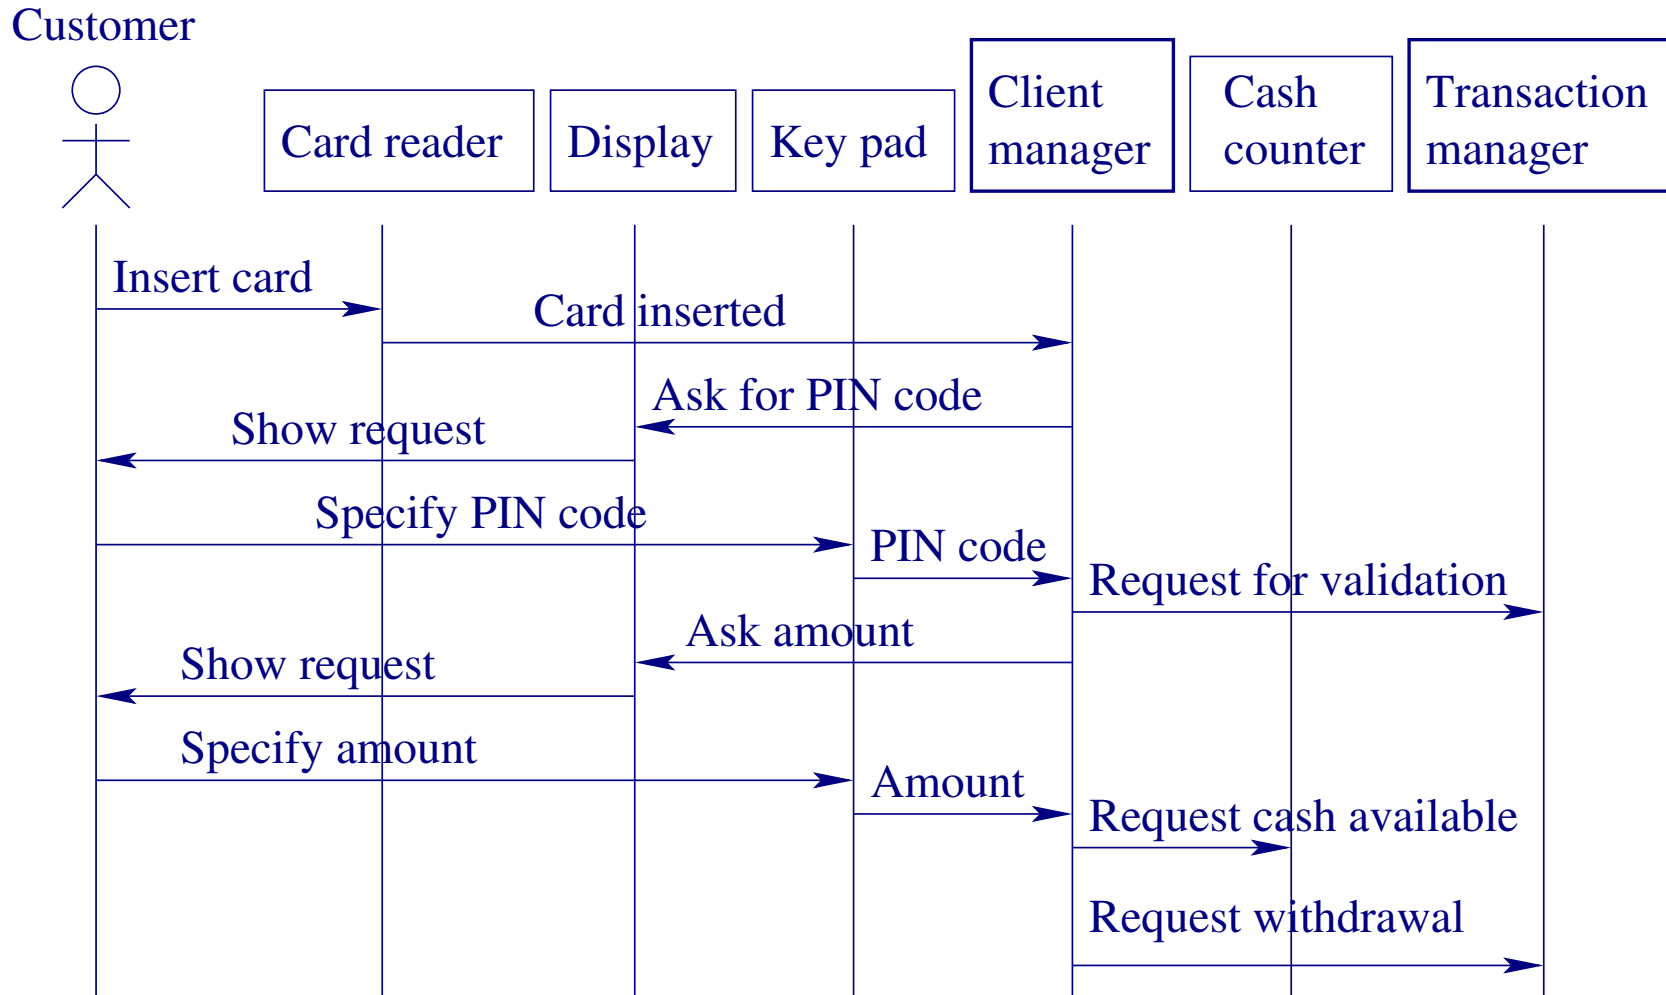 Customer
Card reader
Display
Key pad
Client
manager
Cash
counter
Transaction
manager
Insert card
Card inserted
Ask for PIN code
Show request
Specify PIN code
PIN code
Request for validation
Ask amount
Show request
Specify amount
Amount
Request cash available
Request withdrawal